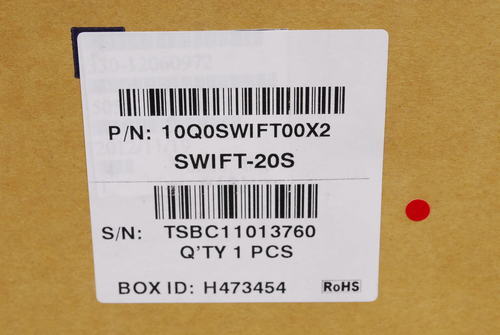 P/N: 10Q0SWIFT00X2
SWIFT-20S
S/N: TSBC11013760
Q'TY 1 PCS
BOX ID: H473454 RoHS